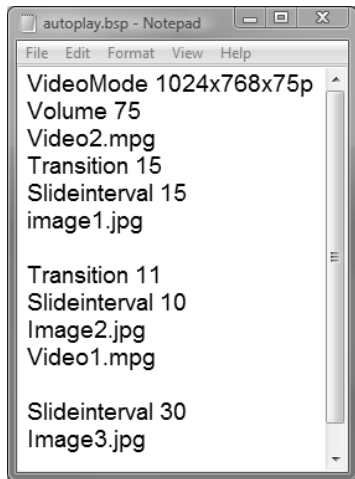 autoplay.bsp - Notepad
File Edit Format View Help
VideoMode 1024x768x75p
Volume 75
Video2.mpg
Transition 15
Slideinterval 15
image1.jpg
Transition 11
Slideinterval 10
Image2.jpg
Video1.mpg
Slideinterval 30
Image3.jpg